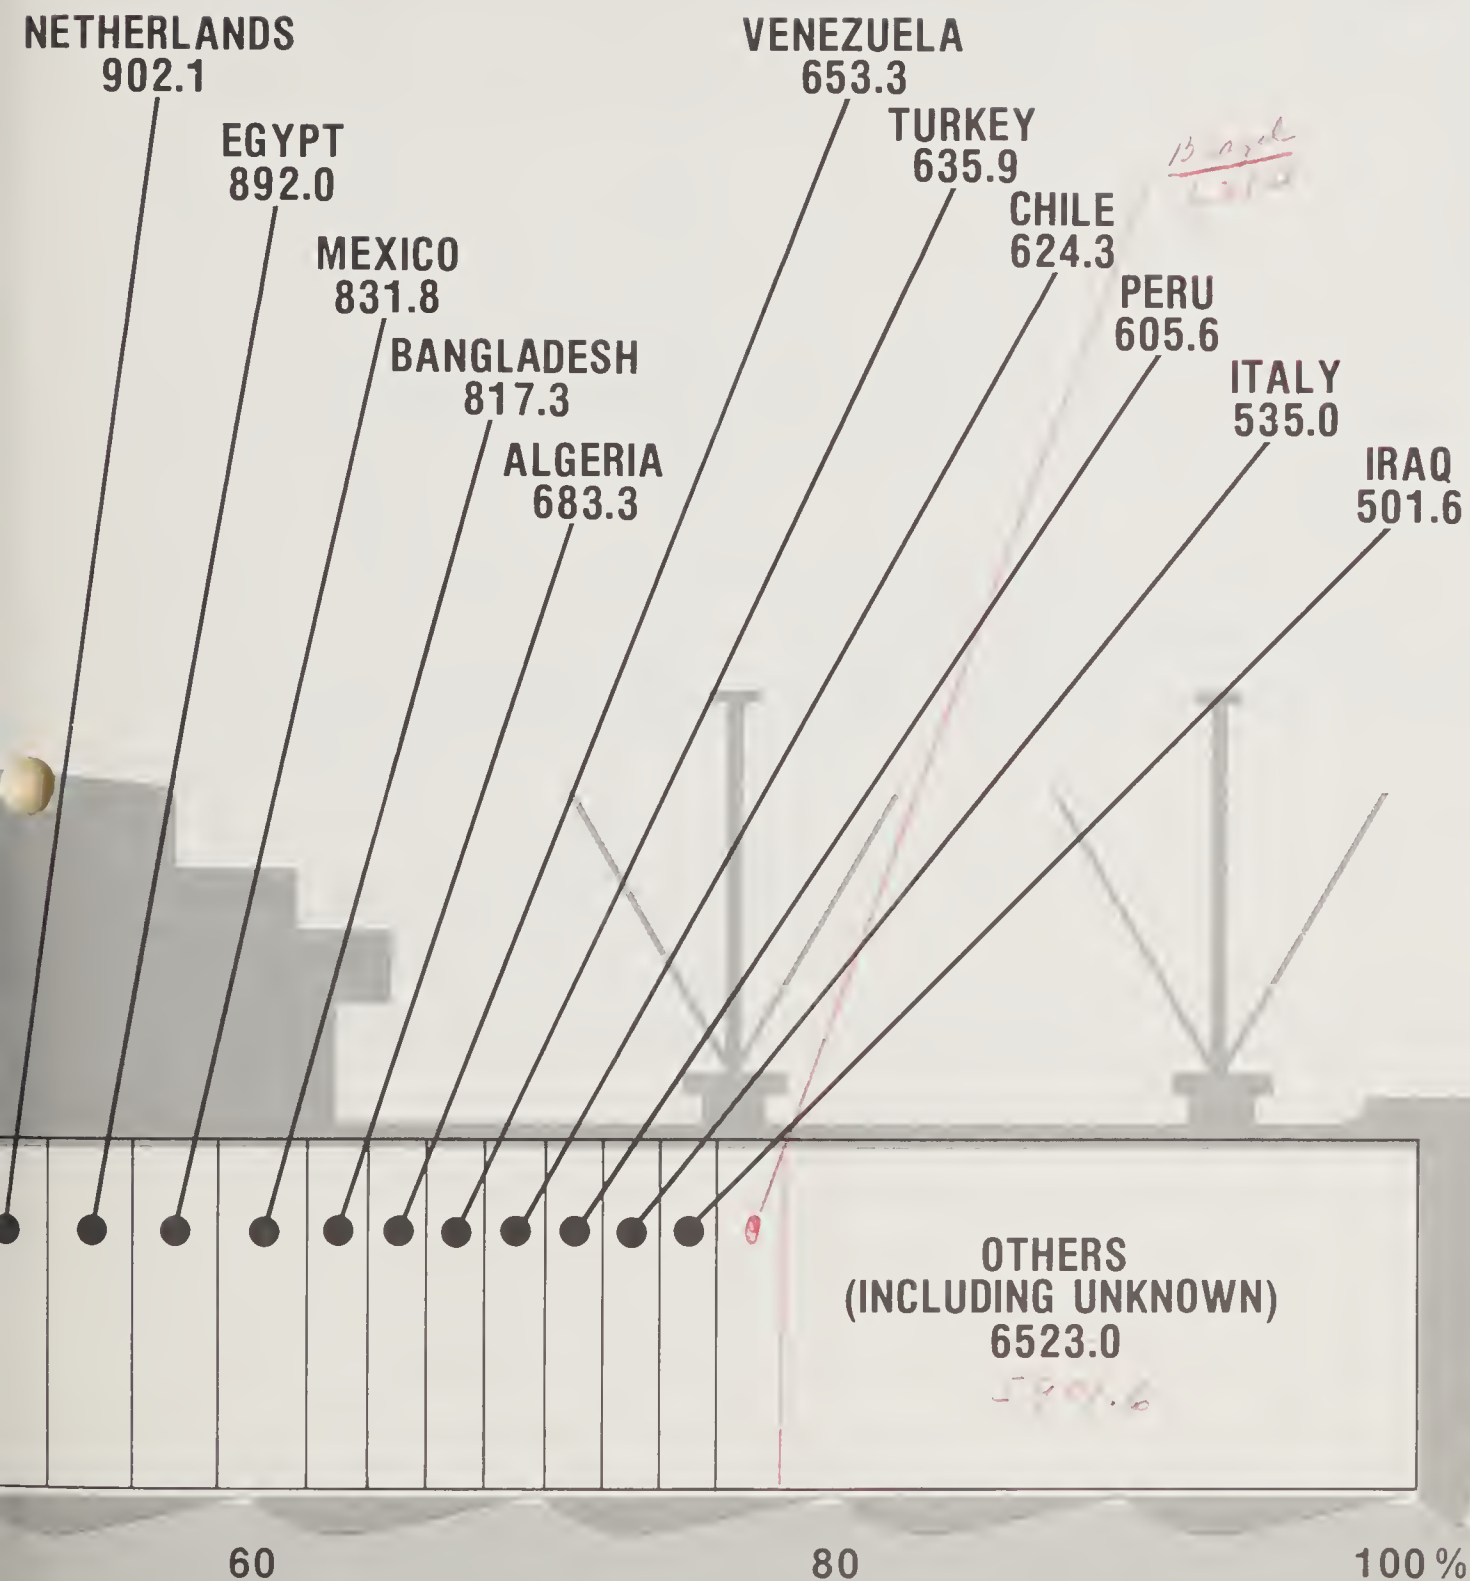 NETHERLANDS
902.1
EGYPT
892.0
MEXICO
831.8
BANGLADESH
817.3
ALGERIA
683.3
VENEZUELA
653.3
TURKEY
635.9
CHILE
624.3
PERU
605.6
ITALY
535.0
IRAQ
501.6
OTHERS
(INCLUDING UNKNOWN)
6523.0
60
80
100 %